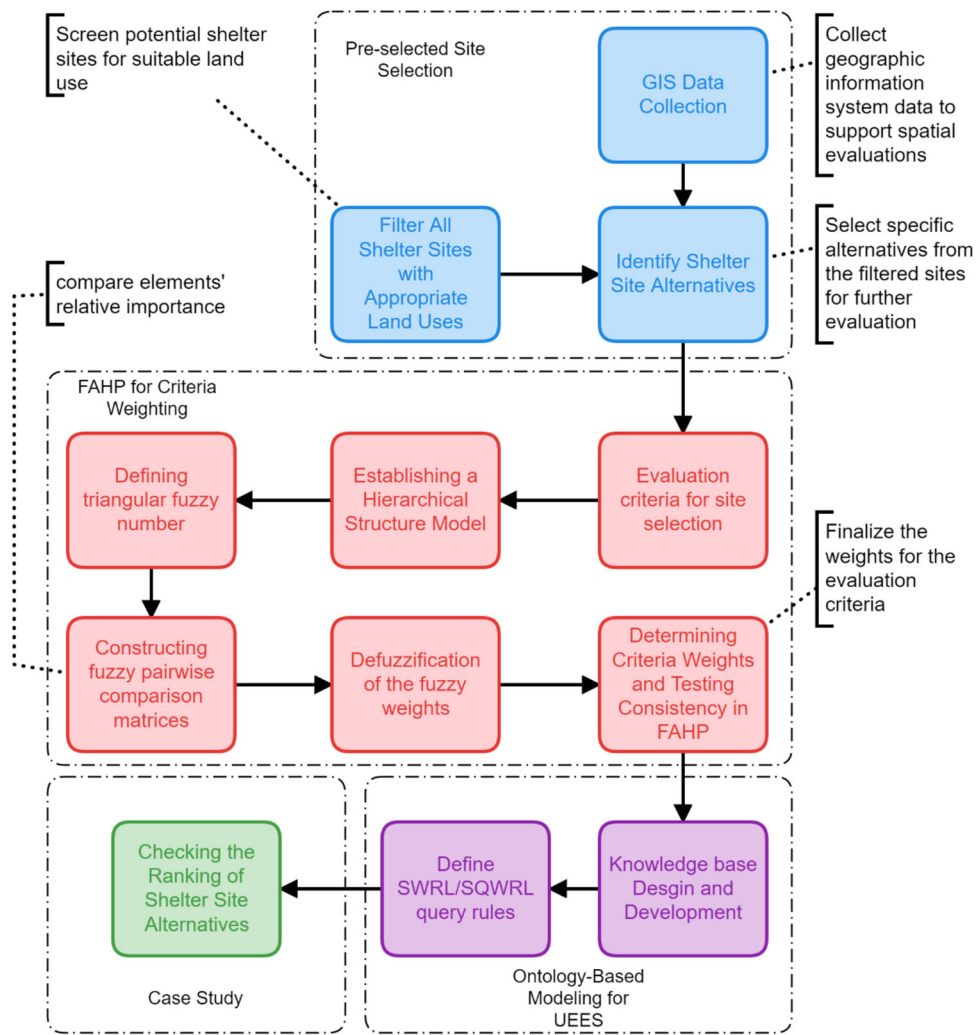 Screen potential shelter
sites for suitable land
use
Pre-selected Site
Selection
GIS Data
Collection
Collect
geographic
information
system data to
support spatial
evaluations
Filter All
Shelter Sites
with
Appropriate
Land Uses
Identify Shelter
Site Alternatives
Select specific
alternatives from
the filtered sites
for further
evaluation
compare elements'
relative importance
FAHP for Criteria
Weighting
Defining
triangular fuzzy
number
Establishing a
Hierarchical
Structure Model
Evaluation
criteria for site
selection
Finalize the
weights for the
evaluation
criteria
Constructing
fuzzy pairwise
comparison
matrices
Defuzzification
of the fuzzy
weights
Determining
Criteria Weights
and Testing
Consistency in
FAHP
Checking the
Ranking of
Shelter Site
Alternatives
Define
SWRL/SQWRL
query rules
Knowledge base
Desgin and
Development
Case Study
Ontology-Based
Modeling for
UEES